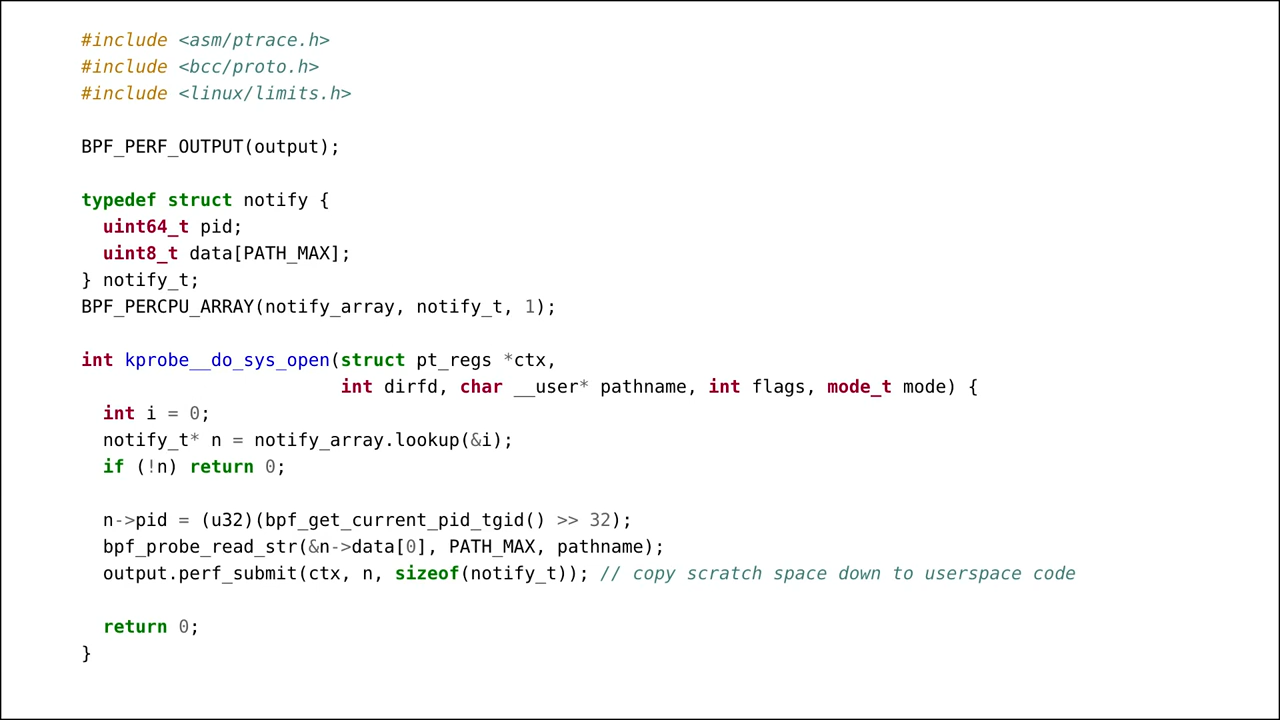 #include <asm/ptrace.h>
#include <bcc/proto.h>
#include <linux/limits.h>

BPF_PERF_OUTPUT(output);

typedef struct notify {
  uint64_t pid;
  uint8_t data[PATH_MAX];
} notify_t;
BPF_PERCPU_ARRAY(notify_array, notify_t, 1);

int kprobe__do_sys_open(struct pt_regs *ctx,
                        int dirfd, char __user* pathname, int flags, mode_t mode) {
  int i = 0;
  notify_t* n = notify_array.lookup(&i);
  if (!n) return 0;

  n->pid = (u32)(bpf_get_current_pid_tgid() >> 32);
  bpf_probe_read_str(&n->data[0], PATH_MAX, pathname);
  output.perf_submit(ctx, n, sizeof(notify_t)); // copy scratch space down to userspace code

  return 0;
}